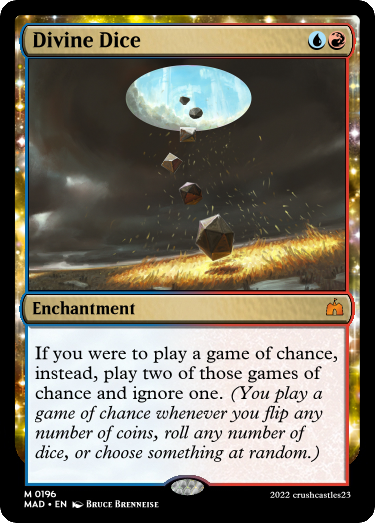 Divine Dice
Enchantment
If you were to play a game of chance,
instead, play two of those games of
chance and ignore one. (You play a
game of chance whenever you flip any
number of coins, roll any number of
dice, or choose something at random.)
M 0196
MAD • EN Bruce Brenneise
2022 crushcastles23